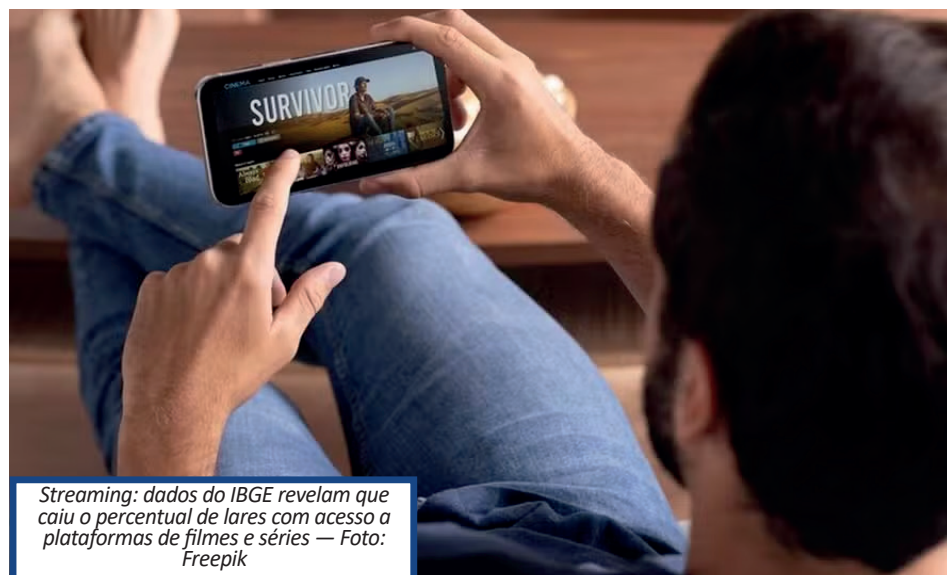 CINEMA
SURVIVOR
Streaming: dados do IBGE revelam que
caiu o percentual de lares com acesso a
plataformas de filmes e séries — Foto:
Freepik